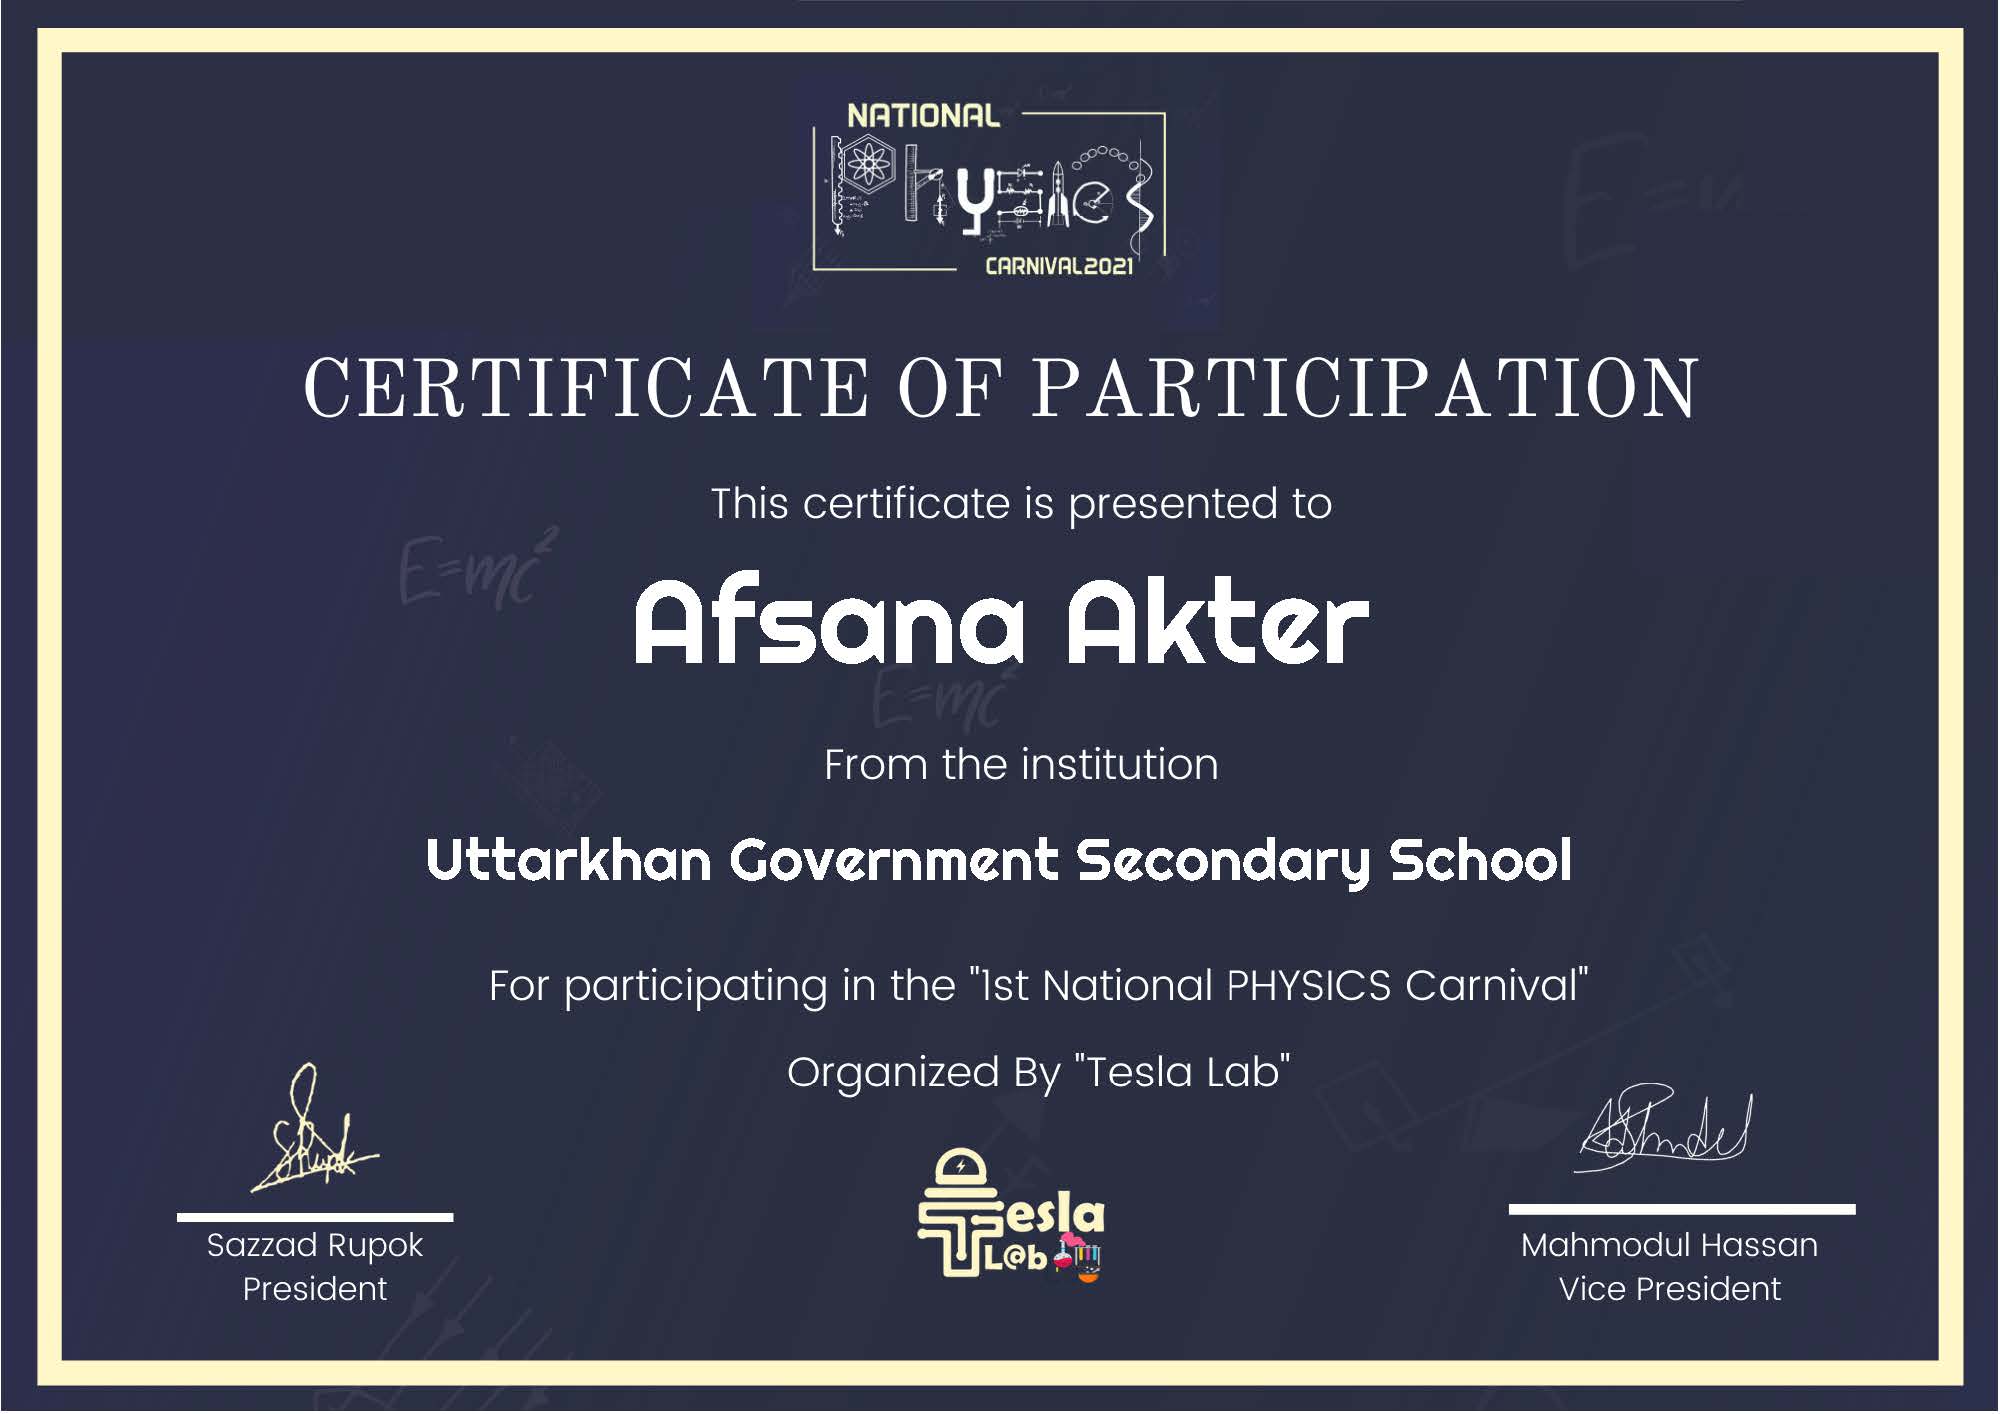 NATIONAL
Physics
CARNIVAL2021
CERTIFICATE OF PARTICIPATION
This certificate is presented to
E=mc²
Afsana Akter
E=mc²
From the institution
Uttarkhan Government Secondary School
For participating in the "1st National PHYSICS Carnival"
Organized By "Tesla Lab"
Tesla
L@b
Sazzad Rupok
President
Mahmodul Hassan
Vice President